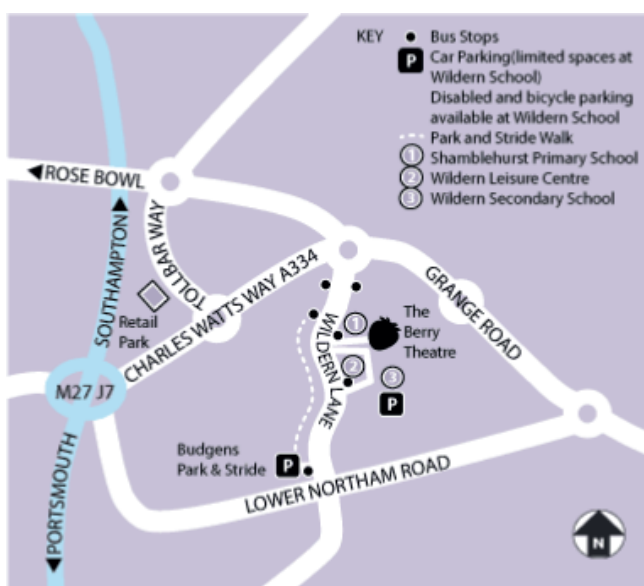 KEY
Bus Stops
P
Car Parking(limited spaces at
Wildern School)
Disabled and bicycle parking
available at Wildern School
Park and Stride Walk
1 Shamblehurst Primary School
2 Wildern Leisure Centre
3 Wildern Secondary School
ROSE BOWL
SOUTHAMPTON
TOLLBAR WAY
CHARLES WATTS WAY A334
GRANGE ROAD
Retail
Park
WILDERN LANE
1
The
Berry
Theatre
2
3
P
M27 J7
Budgens
Park & Stride
P
LOWER NORTHAM ROAD
PORTSMOUTH
N